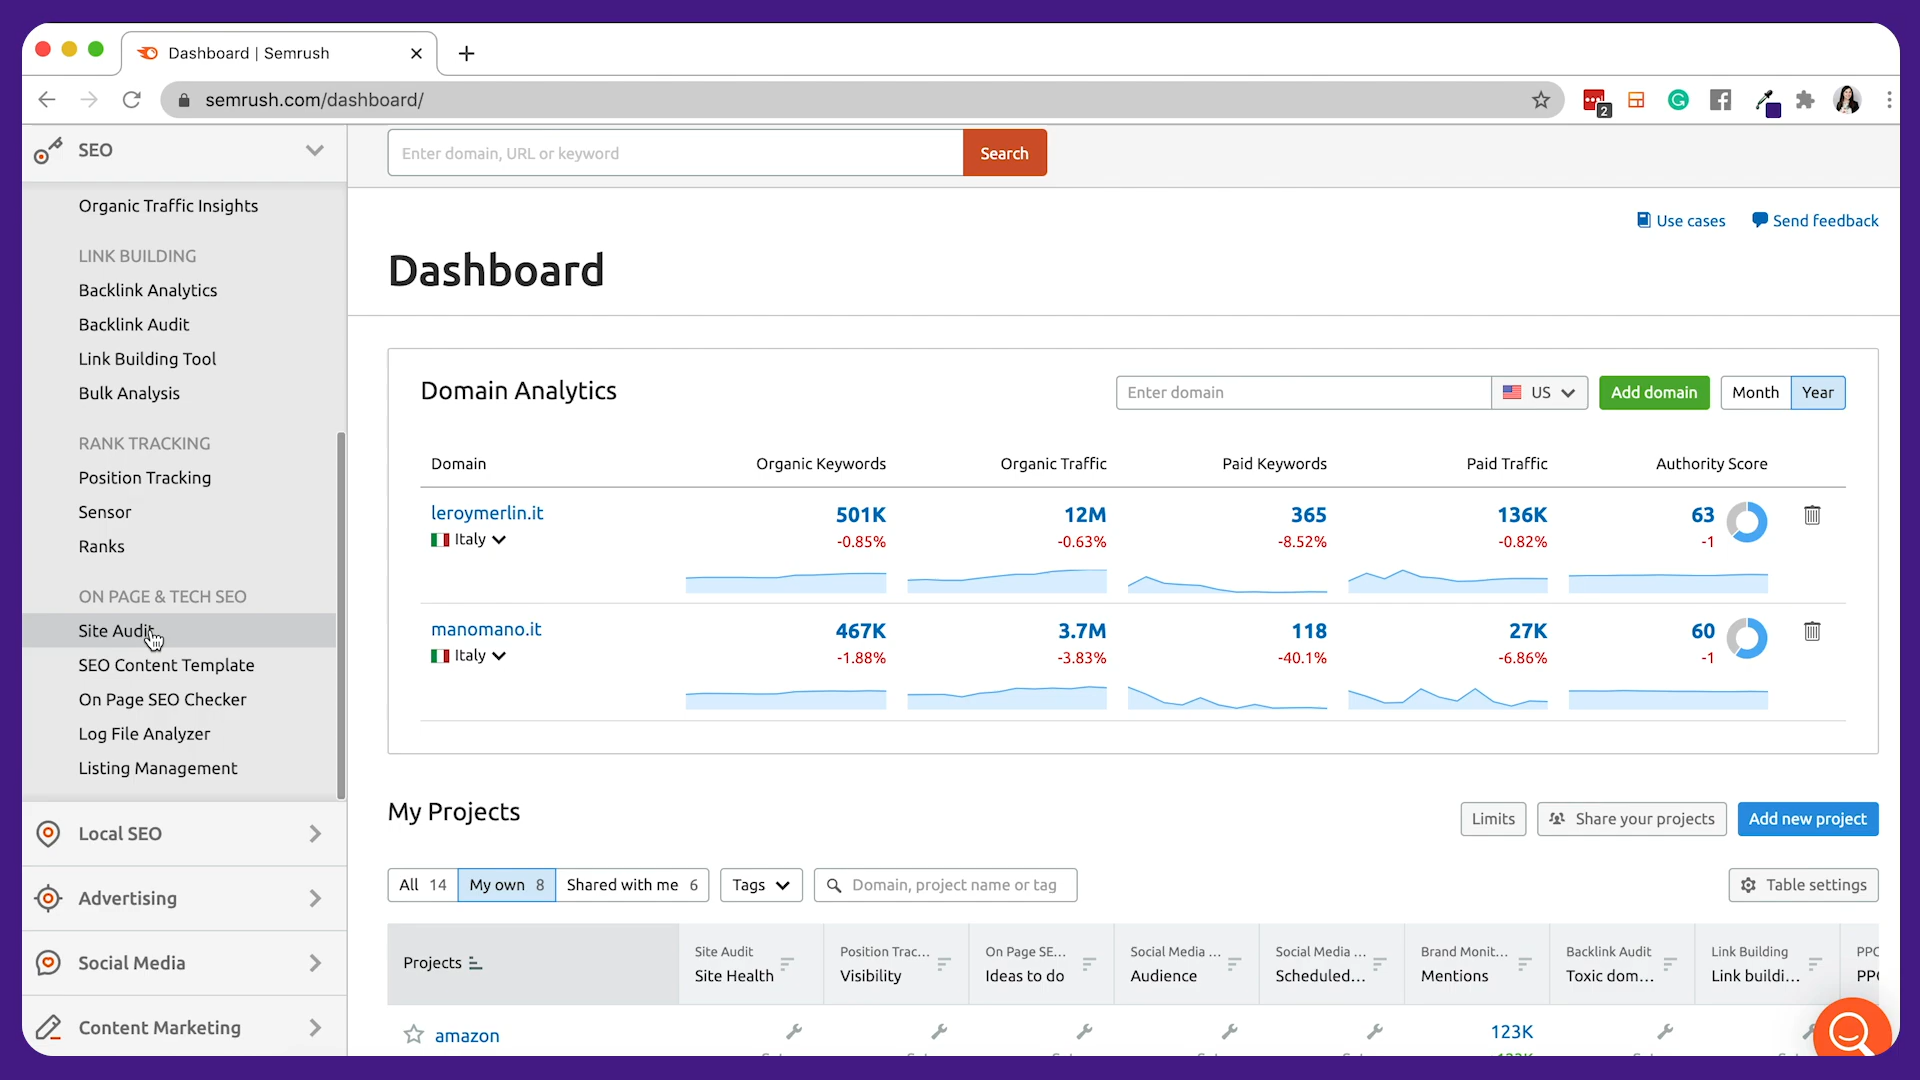 Dashboard | Semrush
semrush.com/dashboard/
2
SEO
Enter domain, URL or keyword
Search
Organic Traffic Insights
Use cases
Send feedback
LINK BUILDING
Dashboard
Backlink Analytics
Backlink Audit
Link Building Tool
Bulk Analysis
Domain Analytics
Enter domain
US
Add domain
Month
Year
RANK TRACKING
Position Tracking
Sensor
Ranks
Domain Organic Keywords Organic Traffic Paid Keywords Paid Traffic Authority Score
leroymerlin.it 501K 12M 365 136K 63
Italy -0.85% -0.63% -8.52% -0.82% -1
ON PAGE & TECH SEO
Site Audit
SEO Content Template
On Page SEO Checker
Log File Analyzer
Listing Management
manomano.it 467K 3.7M 118 27K 60
Italy -1.88% -3.83% -40.1% -6.86% -1
Local SEO
Advertising
Social Media
Content Marketing
My Projects
Limits
Share your projects
Add new project
All 14
My own 8
Shared with me 6
Tags
Domain, project name or tag
Table settings
Projects
Site Audit
Site Health
Position Trac...
Visibility
On Page SE...
Ideas to do
Social Media ...
Audience
Social Media ...
Scheduled...
Brand Monit...
Mentions
Backlink Audit
Toxic dom...
Link Building
Link buildi...
amazon
123K